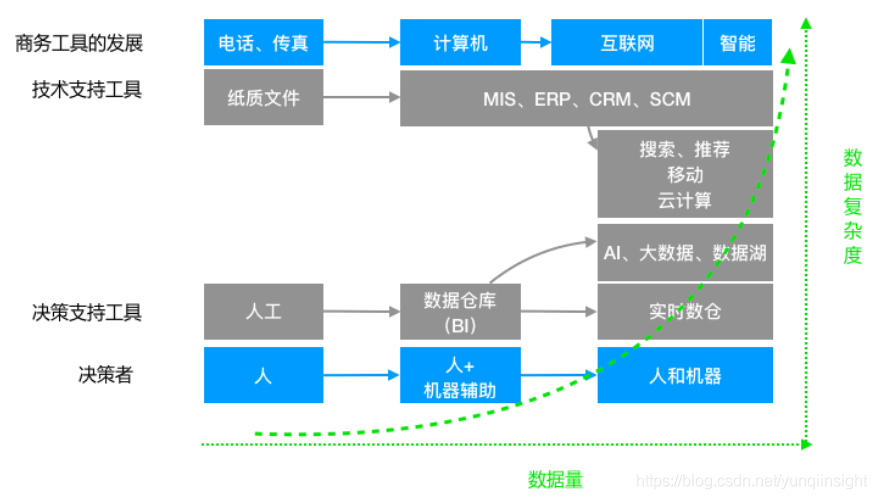 商务工具的发展
电话、传真
计算机
互联网
智能
技术支持工具
纸质文件
MIS、ERP、CRM、SCM
搜索、推荐
移动
云计算
AI、大数据、数据湖
决策支持工具
人工
数据仓库
（BI）
实时数仓
决策者
人
人+
机器辅助
人和机器
数据复杂度
数据量
https://blog.csdn.net/yunqiinsight